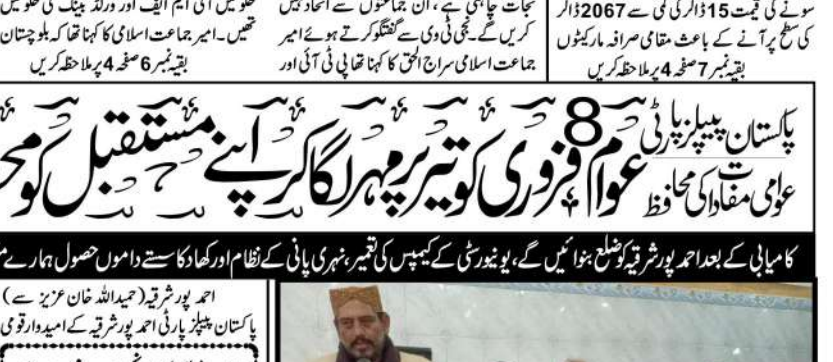 سونے کی قیمت 15 ڈالر کی کمی سے 2067 ڈالر
کی سطح پر آنے کے باعث مقامی صرافہ مارکیٹوں
بقیہ نمبر 7 صفحہ 4 پر ملاحظہ کریں
نجات چاہتی ہے، ان جماعتوں سے اتحاد نہیں
کریں گے۔ نجی ٹی وی سے گفتگو کرتے ہوئے امیر
جماعت اسلامی سراج الحق کا کہنا تھا پی ٹی آئی اور
حکومتیں آئی ایم ایف اور ورلڈ بینک کی حکومتیں
تھیں۔ امیر جماعت اسلامی کا کہنا تھا کہ بلوچستان
بقیہ نمبر 6 صفحہ 4 پر ملاحظہ کریں
پاکستان پیپلز پارٹی
عوامی مفادات کی محافظ
عوام 8 فروری کو تیر پر مہر لگا کر اپنے مستقبل کو
کامیابی کے بعد احمد پور شرقیہ کو ضلع بنوائیں گے، یونیورسٹی کے کیمپس کی تعمیر، نہری پانی کے نظام اور کھاد کا سستے داموں حصول ہمارے
احمد پور شرقیہ (حمید اللہ خان عزیز سے)
پاکستان پیپلز پارٹی احمد پور شرقیہ کے امیدوار قومی